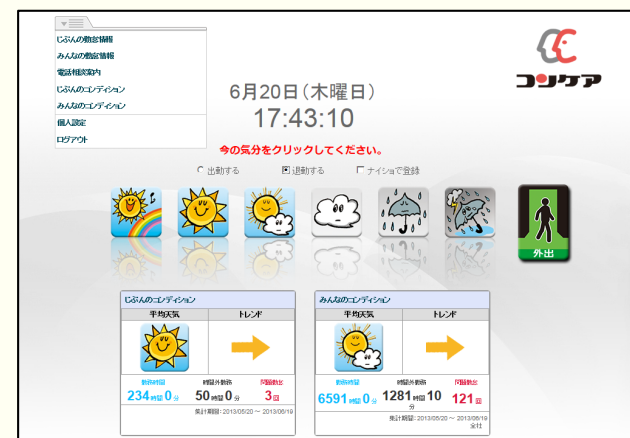 じぶんの勤怠情報
みんなの勤怠情報
電話相談案内
じぶんのコンディション
みんなのコンディション
個人設定
ログアウト
コンケア
6月20日(木曜日)
17:43:10
今の気分をクリックしてください。
出勤する 退勤する ナイショで登録
外出
じぶんのコンディション
平均天気 トレンド
勤務時間 時間外勤務 問題勤怠
234時間0分 50時間0分 3回
集計期間:2013/05/20 ~ 2013/06/19
みんなのコンディション
平均天気 トレンド
勤務時間 時間外勤務 問題勤怠
6591時間0分 1281時間10分 121回
集計期間:2013/05/20 ~ 2013/06/19
全社